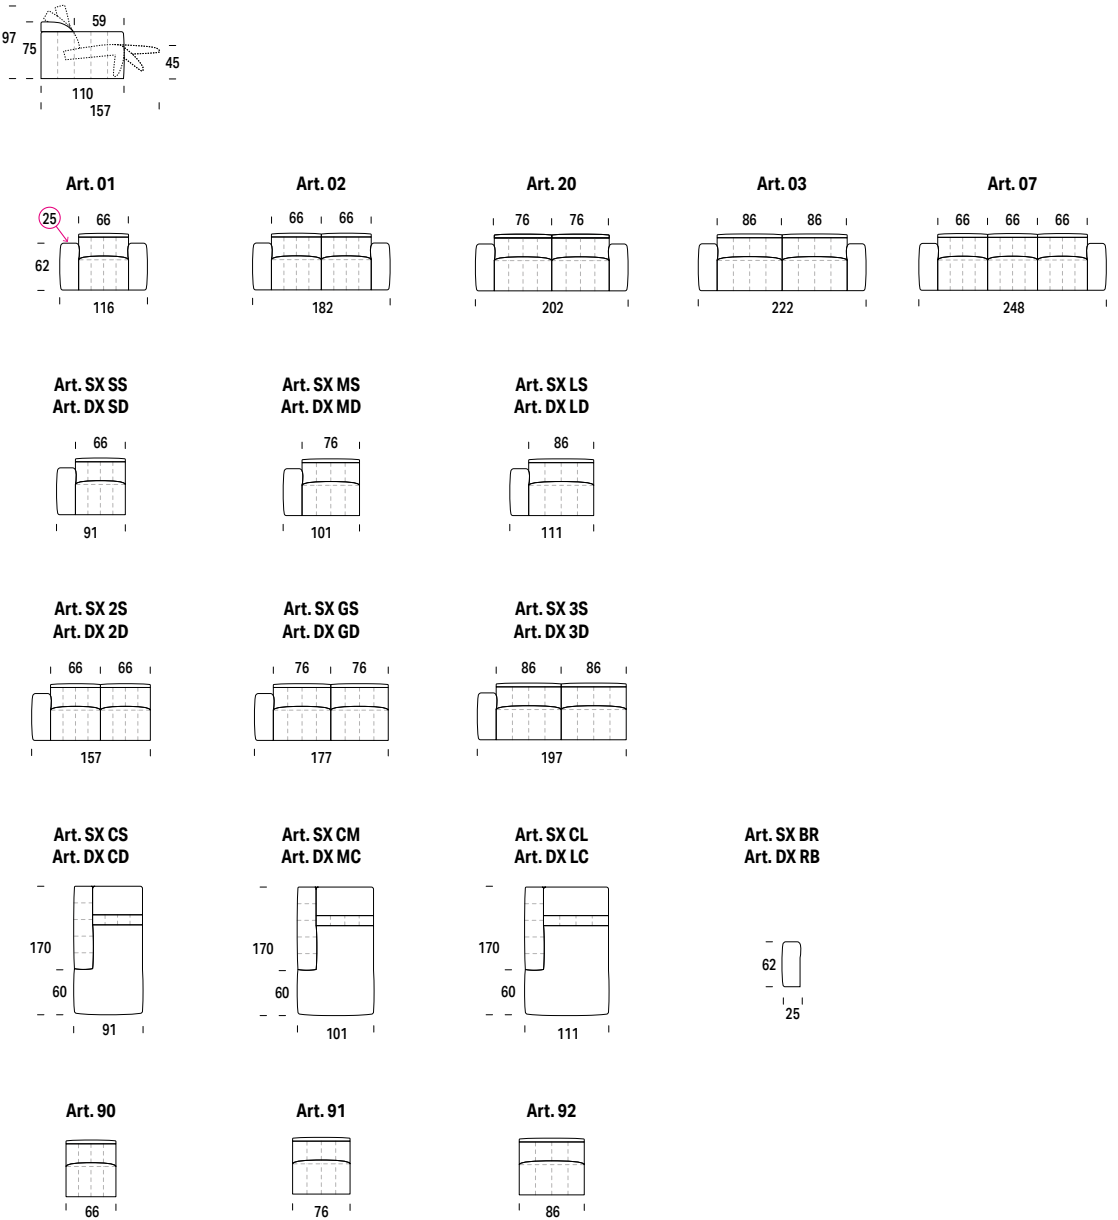 59
97
75
45
110
157
Art. 01
Art. 02
Art. 20
Art. 03
Art. 07
25
66
66 66
76 76
86 86
66 66 66
62
116
182
202
222
248
Art. SX SS
Art. DX SD
Art. SX MS
Art. DX MD
Art. SX LS
Art. DX LD
66
76
86
91
101
111
Art. SX 2S
Art. DX 2D
Art. SX GS
Art. DX GD
Art. SX 3S
Art. DX 3D
66 66
76 76
86 86
157
177
197
Art. SX CS
Art. DX CD
Art. SX CM
Art. DX MC
Art. SX CL
Art. DX LC
Art. SX BR
Art. DX RB
170
60
91
170
60
101
170
60
111
62
25
Art. 90
Art. 91
Art. 92
66
76
86